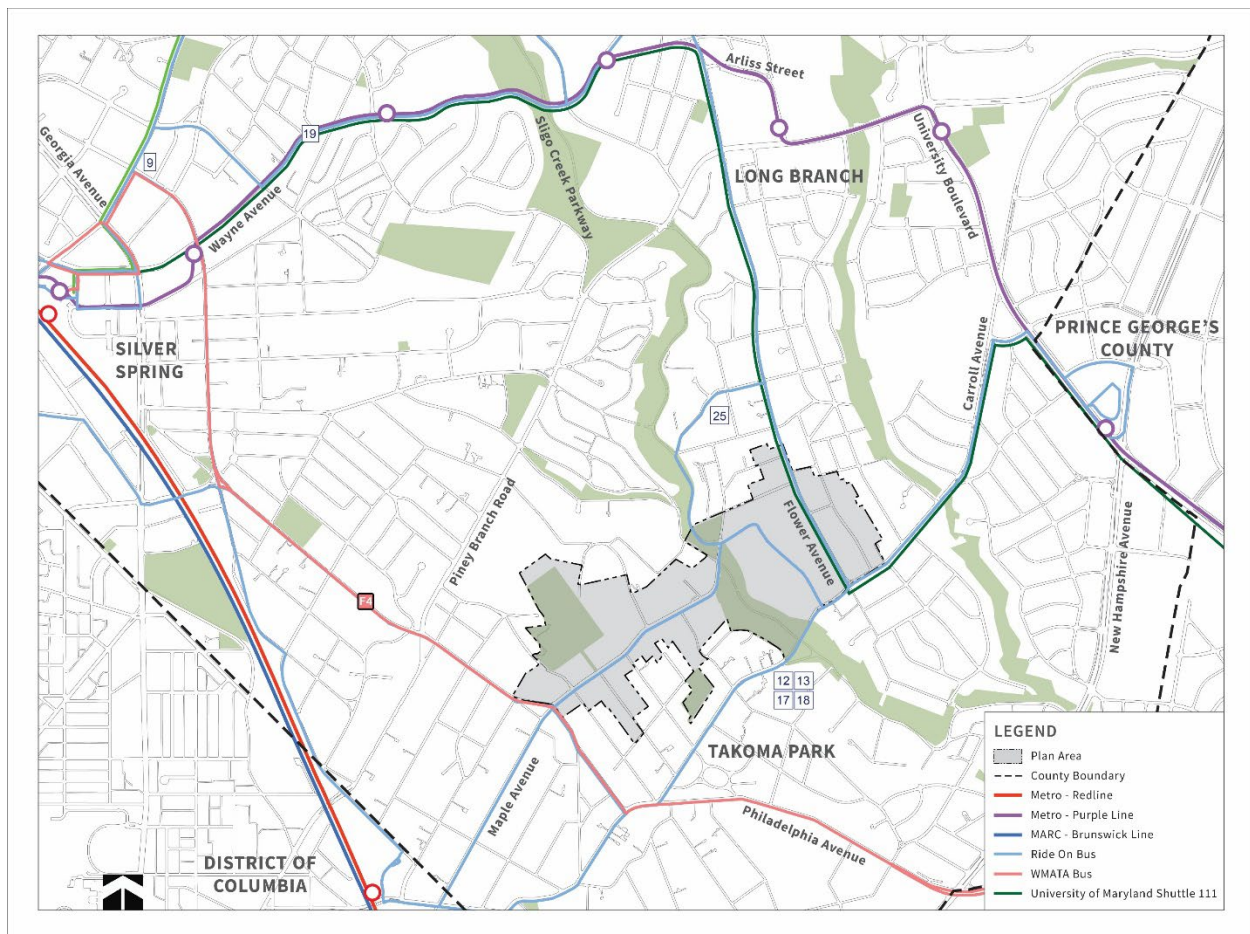 Arliss Street
Georgia Avenue
9
19
Wayne Avenue
Sligo Creek Parkway
LONG BRANCH
University Boulevard
SILVER
SPRING
PRINCE GEORGE'S
COUNTY
Carroll Avenue
25
Piney Branch Road
Flower Avenue
New Hampshire Avenue
12 13
17 18
TAKOMA PARK
Maple Avenue
Philadelphia Avenue
DISTRICT OF
COLUMBIA
LEGEND
Plan Area
County Boundary
Metro - Redline
Metro - Purple Line
MARC - Brunswick Line
Ride On Bus
WMATA Bus
University of Maryland Shuttle 111